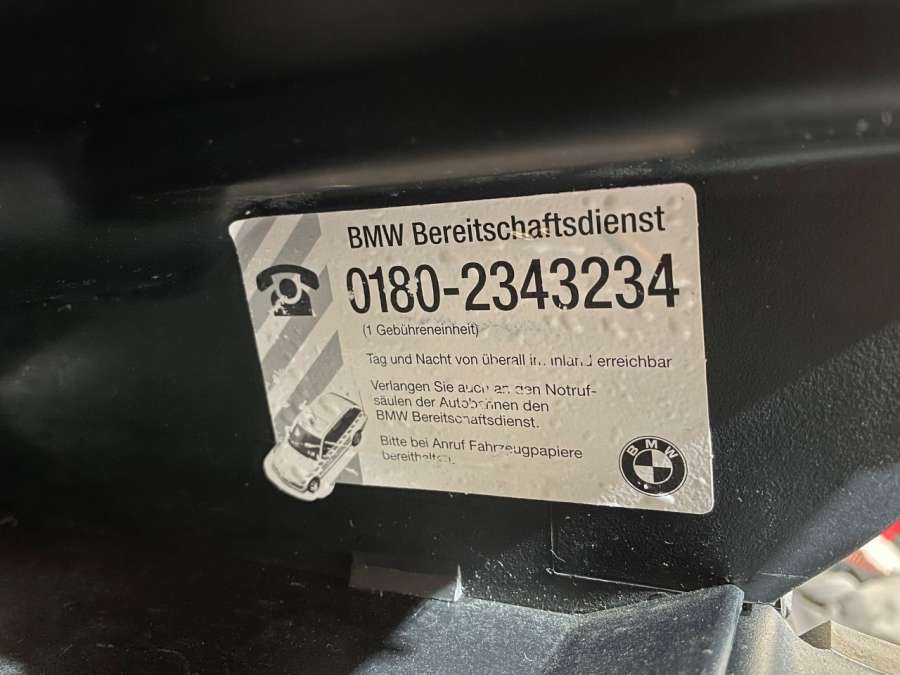 BMW Bereitschaftsdienst
0180-2343234
(1 Gebühreneinheit)
Tag und Nacht von überall im Inland erreichbar
Verlangen Sie auch an den Notruf-
säulen der Autobahnen den
BMW Bereitschaftsdienst.
Bitte bei Anruf Fahrzeugpapiere
bereithalten.
BMW